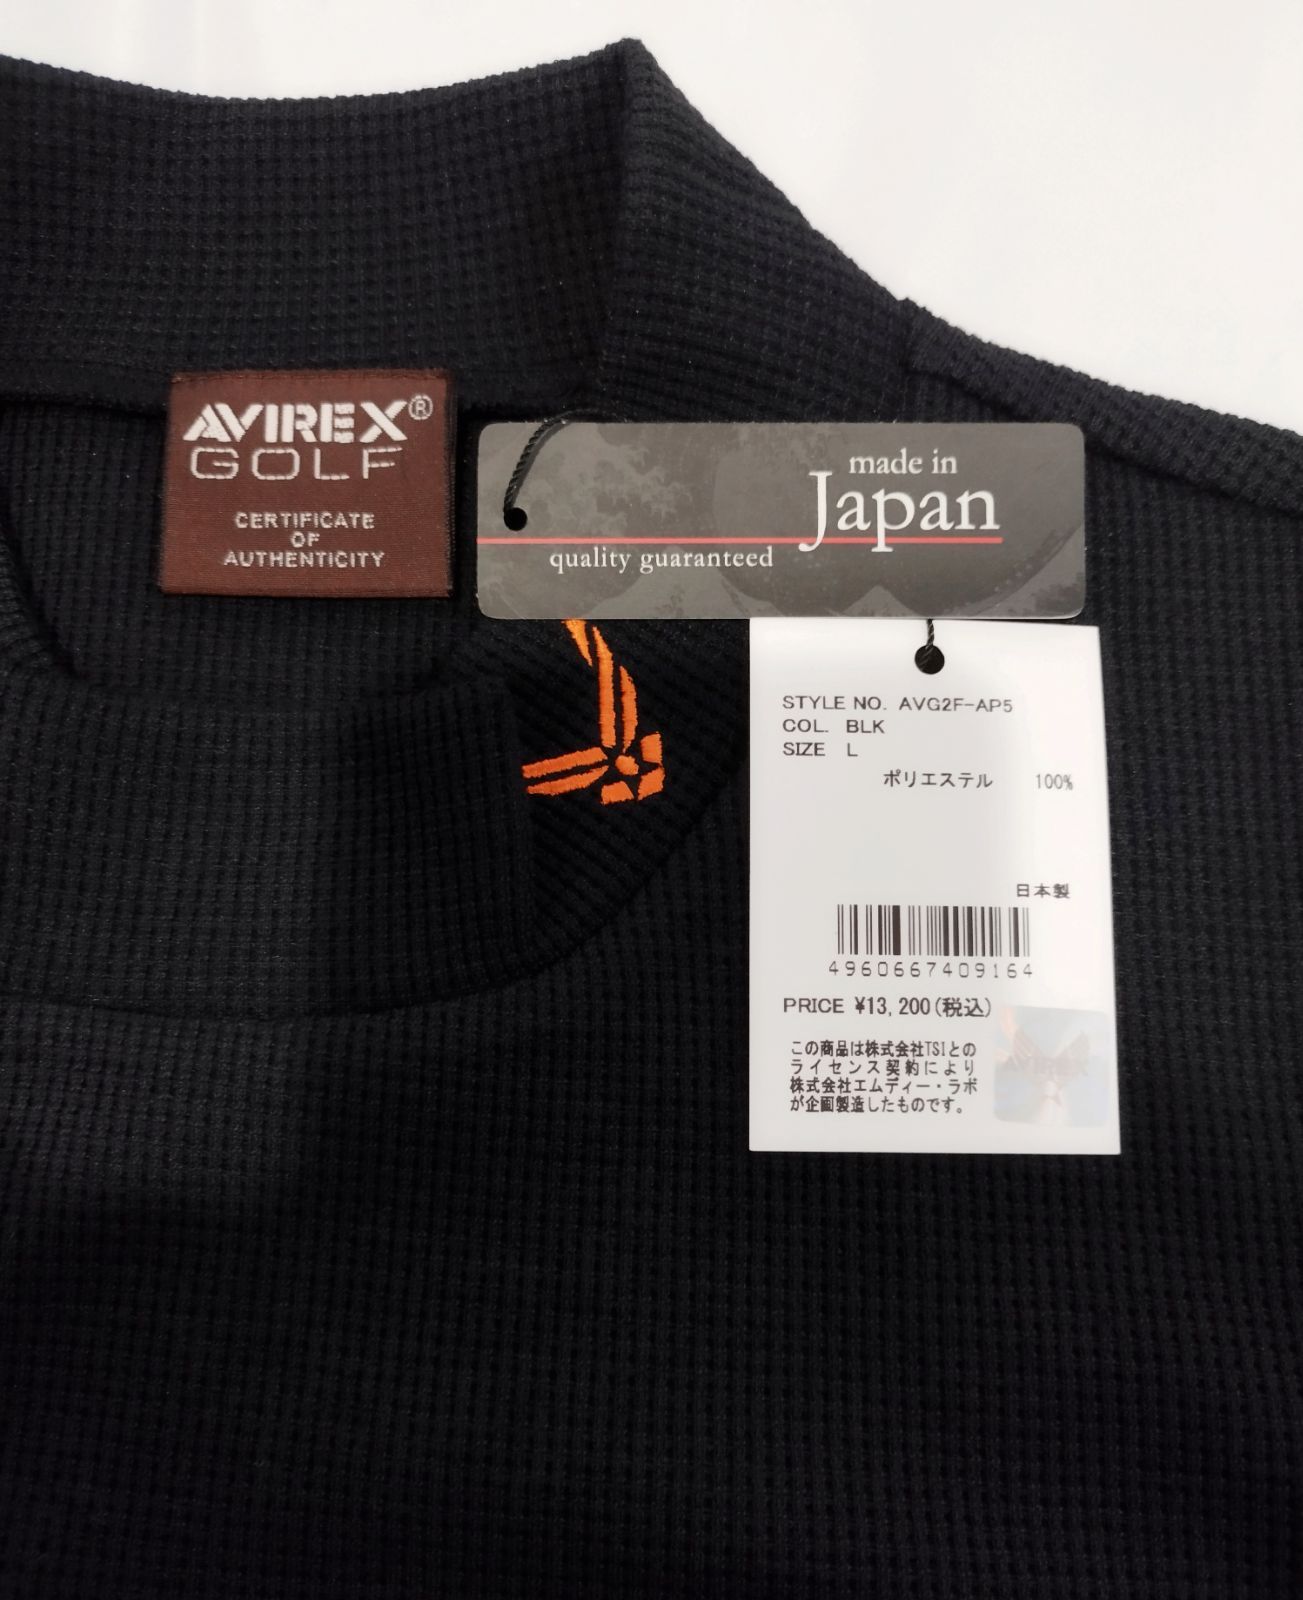 AVIREX®
GOLF
CERTIFICATE
OF
AUTHENTICITY
made in
Japan
quality guaranteed
STYLE NO. AVG2F-AP5
COL. BLK
SIZE L
ポリエステル 100%
日本製
4960667409164
PRICE ¥13,200(税込)
この商品は株式会社TSIとの
ライセンス契約により
株式会社エムディー・ラボ
が企画製造したものです。
AVIREX